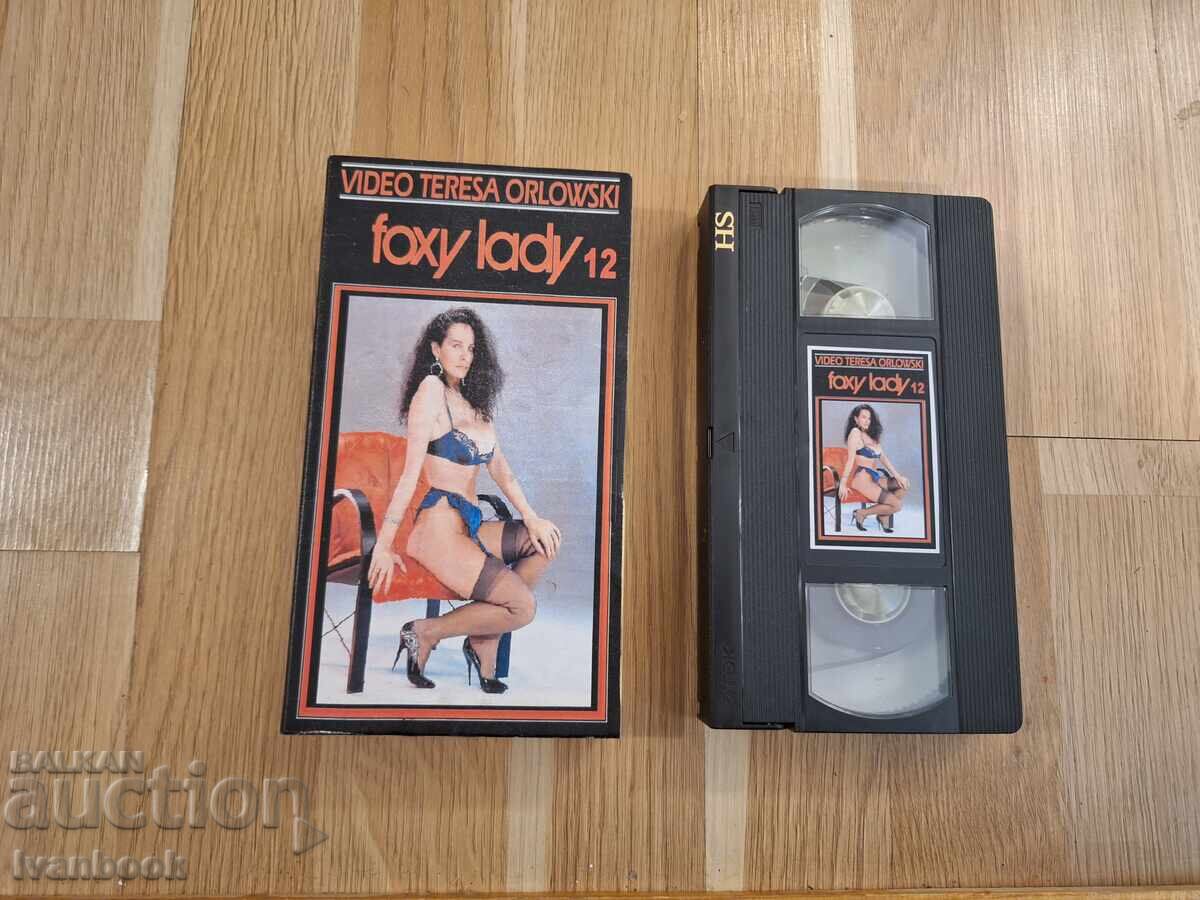 VIDEO TERESA ORLOWSKI
foxy lady 12
HS
VIDEO TERESA ORLOWSKI
foxy lady 12
BALKAN
auction
Ivanbook